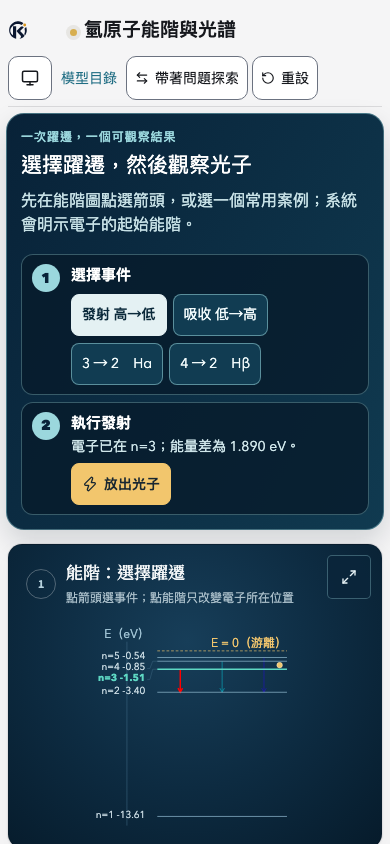 氫原子能階與光譜
模型目錄
帶著問題探索
重設
一次躍遷，一個可觀察結果
選擇躍遷，然後觀察光子
先在能階圖點選箭頭，或選一個常用案例；系統
會明示電子的起始能階。
1
選擇事件
發射 高→低
吸收 低→高
3→2 Hα
4→2 Hβ
2
執行發射
電子已在 n=3；能量差為 1.890 eV。
放出光子
1
能階：選擇躍遷
點箭頭選事件；點能階只改變電子所在位置
E（eV）
E = 0（游離）
n=5 -0.54
n=4 -0.85
n=3 -1.51
n=2 -3.40
n=1 -13.61